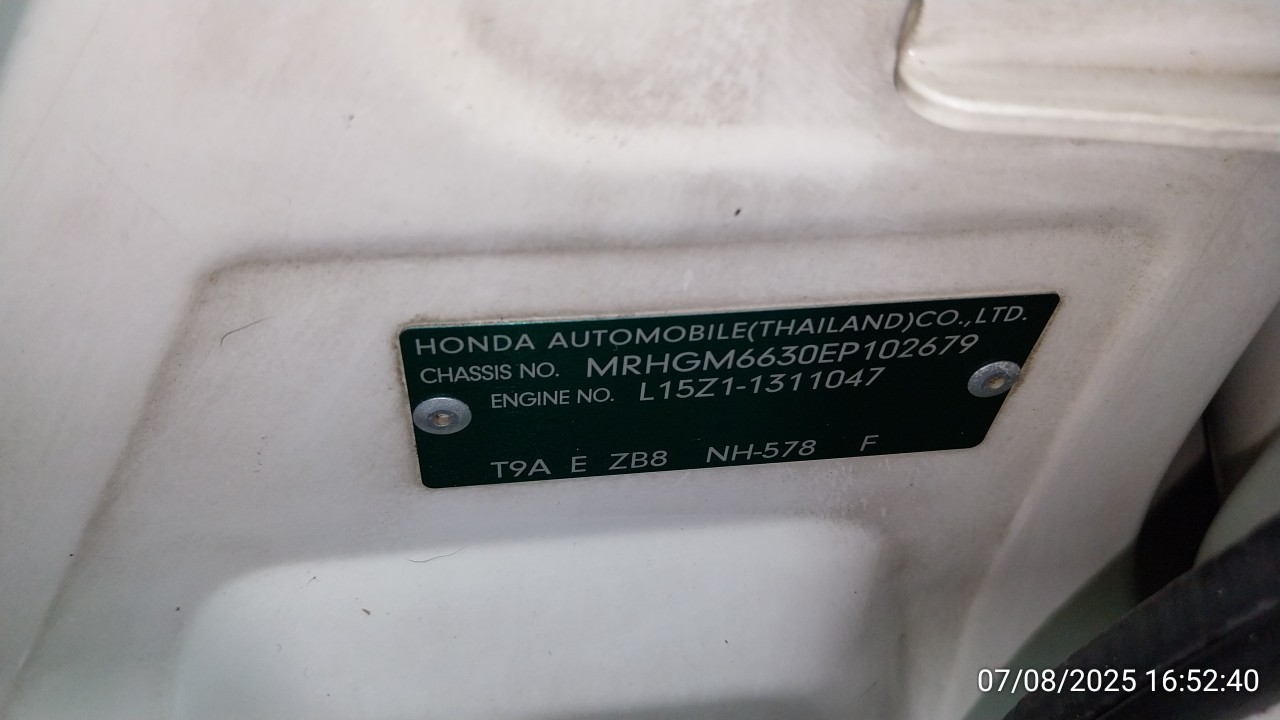 HONDA AUTOMOBILE(THAILAND)CO.,LTD.
CHASSIS NO. MRHGM6630EP102679
ENGINE NO. L15Z1-1311047
T9A E ZB8 NH-578 F
07/08/2025 16:52:40